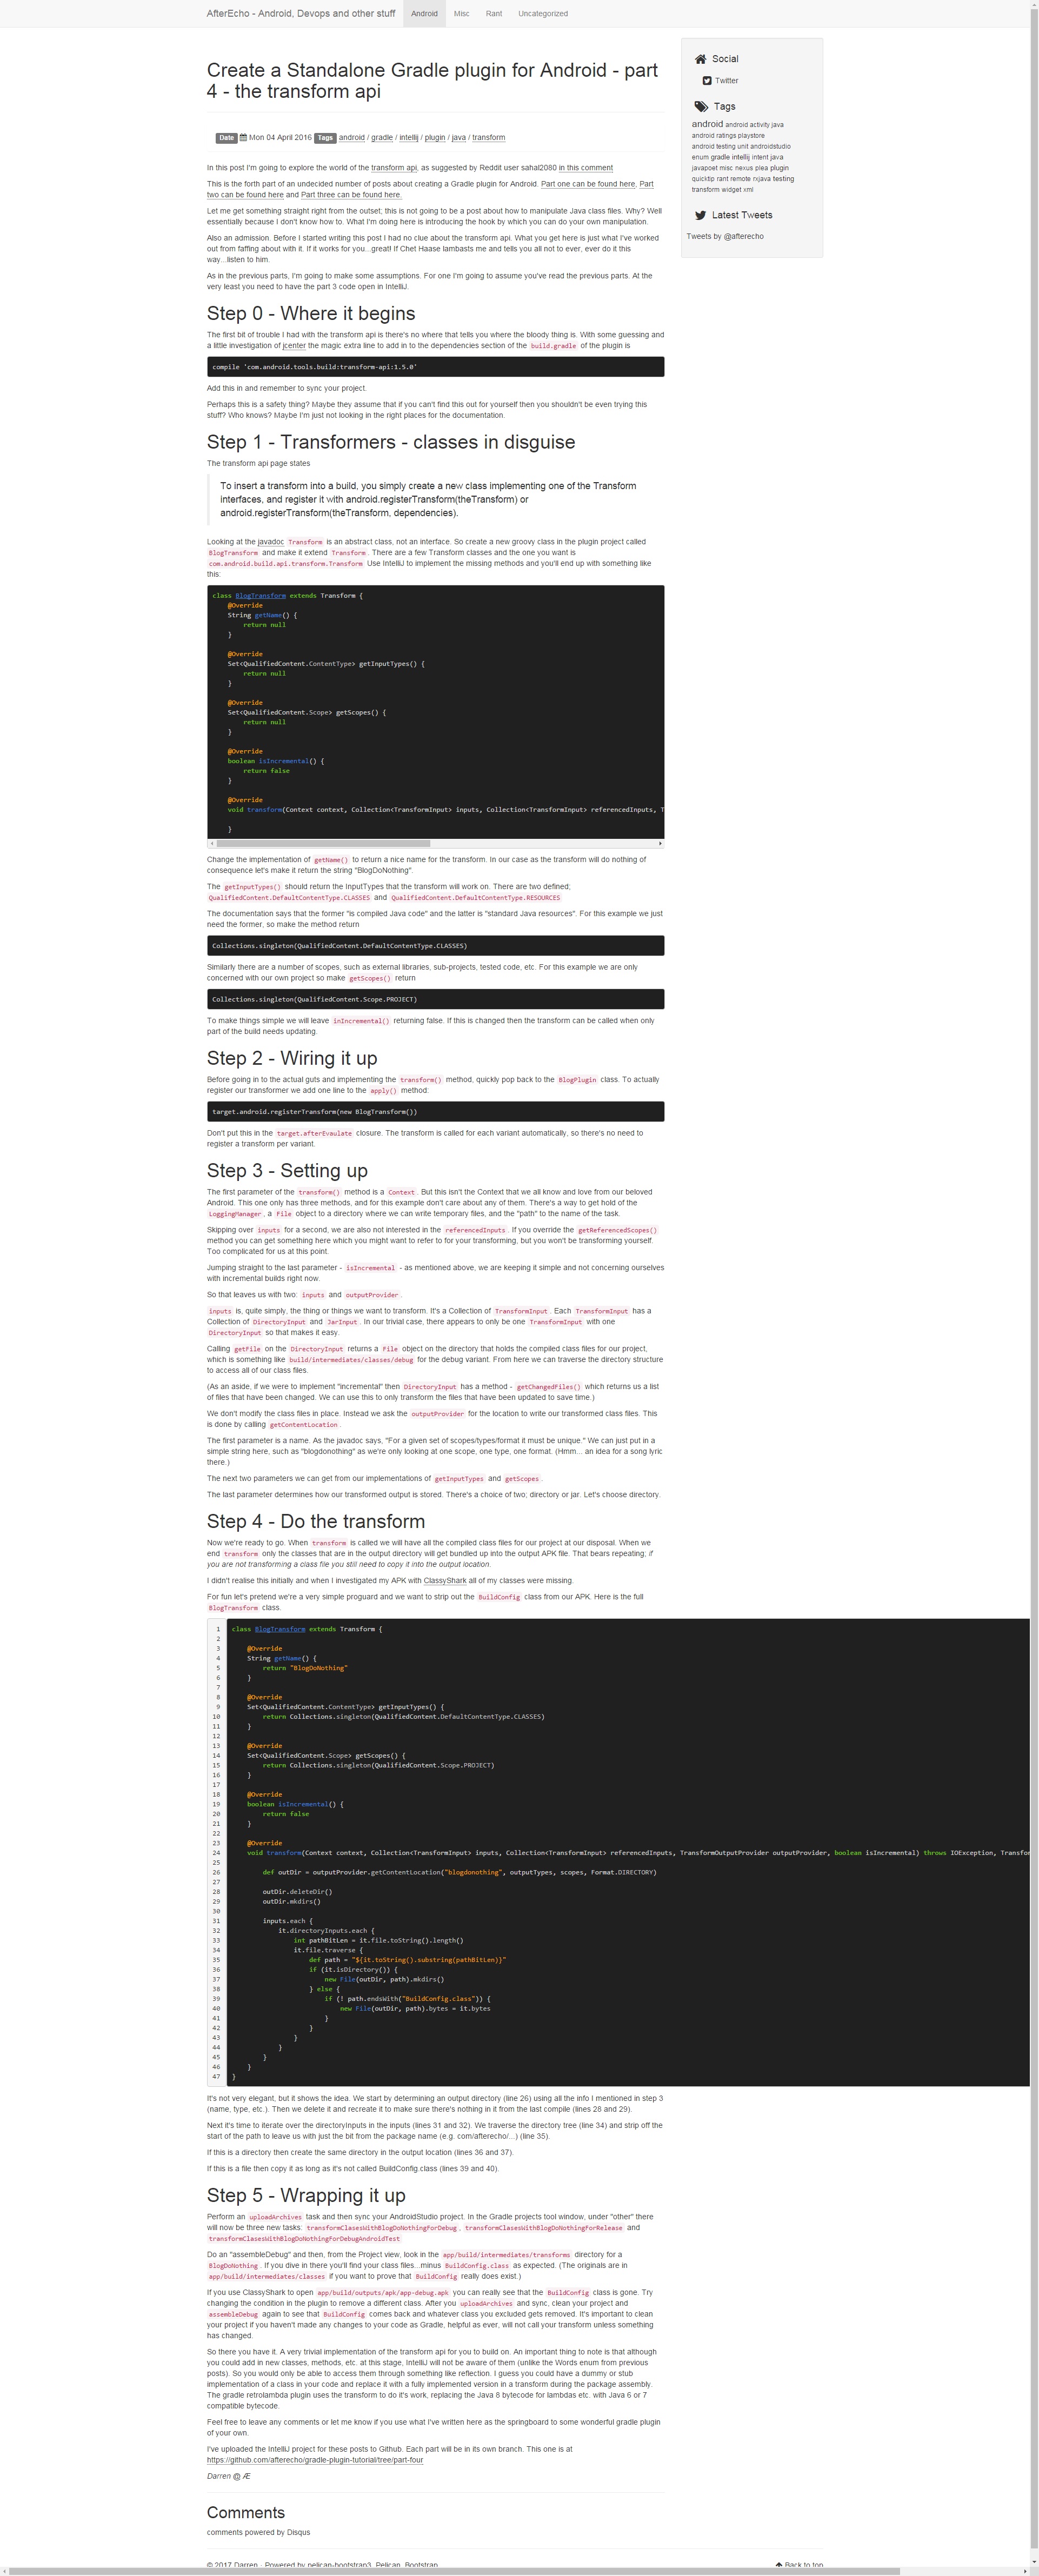 AfterEcho - Android, Devops and other stuff Android Misc Rant Uncategorized
Create a Standalone Gradle plugin for Android - part
4 - the transform api
Date Mon 04 April 2016 Tags android / gradle / intellij / plugin / java / transform
In this post I'm going to explore the world of the transform api, as suggested by Reddit user sahal2080 in this comment
This is the forth part of an undecided number of posts about creating a Gradle plugin for Android. Part one can be found here, Part
two can be found here and Part three can be found here.
Let me get something straight right from the outset; this is not going to be a post about how to manipulate Java class files. Why? Well
essentially because I don't know how to. What I'm doing here is introducing the hook by which you can do your own manipulation.
Also an admission. Before I started writing this post I had no clue about the transform api. What you get here is just what I've worked
out from faffing about with it. If it works for you...great! If Chet Haase lambasts me and tells you all not to ever, ever do it this
way...listen to him.
As in the previous parts, I'm going to make some assumptions. For one I'm going to assume you've read the previous parts. At the
very least you need to have the part 3 code open in IntelliJ.
Step 0 - Where it begins
The first bit of trouble I had with the transform api is there's no where that tells you where the bloody thing is. With some guessing and
a little investigation of jcenter the magic extra line to add in to the dependencies section of the build.gradle of the plugin is
compile 'com.android.tools.build:transform-api:1.5.0'
Add this in and remember to sync your project.
Perhaps this is a safety thing? Maybe they assume that if you can't find this out for yourself then you shouldn't be even trying this
stuff? Who knows? Maybe I'm just not looking in the right places for the documentation.
Step 1 - Transformers - classes in disguise
The transform api page states
To insert a transform into a build, you simply create a new class implementing one of the Transform
interfaces, and register it with android.registerTransform(theTransform) or
android.registerTransform(theTransform, dependencies).
Looking at the javadoc Transform is an abstract class, not an interface. So create a new groovy class in the plugin project called
BlogTransform and make it extend Transform. There are a few Transform classes and the one you want is
com.android.build.api.transform.Transform Use IntelliJ to implement the missing methods and you'll end up with something like
this:
class BlogTransform extends Transform {
@Override
String getName() {
return null
}
@Override
Set<QualifiedContent.ContentType> getInputTypes() {
return null
}
@Override
Set<QualifiedContent.Scope> getScopes() {
return null
}
@Override
boolean isIncremental() {
return false
}
@Override
void transform(Context context, Collection<TransformInput> inputs, Collection<TransformInput> referencedInputs, T
}
Change the implementation of getName() to return a nice name for the transform. In our case as the transform will do nothing of
consequence let's make it return the string "BlogDoNothing".
The getInputTypes() should return the InputTypes that the transform will work on. There are two defined;
QualifiedContent.DefaultContentType.CLASSES and QualifiedContent.DefaultContentType.RESOURCES
The documentation says that the former "is compiled Java code" and the latter is "standard Java resources". For this example we just
need the former, so make the method return
Collections.singleton(QualifiedContent.DefaultContentType.CLASSES)
Similarly there are a number of scopes, such as external libraries, sub-projects, tested code, etc. For this example we are only
concerned with our own project so make getScopes() return
Collections.singleton(QualifiedContent.Scope.PROJECT)
To make things simple we will leave inIncremental() returning false. If this is changed then the transform can be called when only
part of the build needs updating.
Step 2 - Wiring it up
Before going in to the actual guts and implementing the transform() method, quickly pop back to the BlogPlugin class. To actually
register our transformer we add one line to the apply() method:
target.android.registerTransform(new BlogTransform())
Don't put this in the target.afterEvaulate closure. The transform is called for each variant automatically, so there's no need to
register a transform per variant.
Step 3 - Setting up
The first parameter of the transform() method is a Context. But this isn't the Context that we all know and love from our beloved
Android. This one only has three methods, and for this example don't care about any of them. There's a way to get hold of the
LoggingManager, a File object to a directory where we can write temporary files, and the "path" to the name of the task.
Skipping over inputs for a second, we are also not interested in the referencedInputs. If you override the getReferencedScopes()
method you can get something here which you might want to refer to for your transforming, but you won't be transforming yourself.
Too complicated for us at this point.
Jumping straight to the last parameter - isIncremental - as mentioned above, we are keeping it simple and not concerning ourselves
with incremental builds right now.
So that leaves us with two: inputs and outputProvider.
inputs is, quite simply, the thing or things we want to transform. It's a Collection of TransformInput. Each TransformInput has a
Collection of DirectoryInput and JarInput. In our trivial case, there appears to only be one TransformInput with one
DirectoryInput so that makes it easy.
Calling getFile on the DirectoryInput returns a File object on the directory that holds the compiled class files for our project,
which is something like build/intermediates/classes/debug for the debug variant. From here we can traverse the directory structure
to access all of our class files.
(As an aside, if we were to implement "incremental" then DirectoryInput has a method - getChangedFiles() which returns us a list
of files that have been changed. We can use this to only transform the files that have been updated to save time.)
We don't modify the class files in place. Instead we ask the outputProvider for the location to write our transformed class files. This
is done by calling getContentLocation.
The first parameter is a name. As the javadoc says, "For a given set of scopes/types/format it must be unique." We can just put in a
simple string here, such as "blogdonothing" as we're only looking at one scope, one type, one format. (Hmm... an idea for a song lyric
there.)
The next two parameters we can get from our implementations of getInputTypes and getScopes.
The last parameter determines how our transformed output is stored. There's a choice of two; directory or jar. Let's choose directory.
Step 4 - Do the transform
Now we're ready to go. When transform is called we will have all the compiled class files for our project at our disposal. When we
end transform only the classes that are in the output directory will get bundled up into the output APK file. That bears repeating; if
you are not transforming a class file you still need to copy it into the output location.
I didn't realise this initially and when I investigated my APK with ClassyShark all of my classes were missing.
For fun let's pretend we're a very simple proguard and we want to strip out the BuildConfig class from our APK. Here is the full
BlogTransform class.
1 class BlogTransform extends Transform {
2
3 @Override
4 String getName() {
5 return "BlogDoNothing"
6 }
7
8 @Override
9 Set<QualifiedContent.ContentType> getInputTypes() {
10 return Collections.singleton(QualifiedContent.DefaultContentType.CLASSES)
11 }
12
13 @Override
14 Set<QualifiedContent.Scope> getScopes() {
15 return Collections.singleton(QualifiedContent.Scope.PROJECT)
16 }
17
18 @Override
19 boolean isIncremental() {
20 return false
21 }
22
23 @Override
24 void transform(Context context, Collection<TransformInput> inputs, Collection<TransformInput> referencedInputs, TransformOutputProvider outputProvider, boolean isIncremental) throws IOException, Transfor
25
26 def outDir = outputProvider.getContentLocation("blogdonothing", outputTypes, scopes, Format.DIRECTORY)
27
28 outDir.deleteDir()
29 outDir.mkdirs()
30
31 inputs.each {
32 it.directoryInputs.each {
33 int pathBitLen = it.file.toString().length()
34 it.file.traverse {
35 def path = "${it.toString().substring(pathBitLen)}"
36 if (it.isDirectory()) {
37 new File(outDir, path).mkdirs()
38 } else {
39 if (! path.endsWith("BuildConfig.class")) {
40 new File(outDir, path).bytes = it.bytes
41 }
42 }
43 }
44 }
45 }
46 }
47 }
It's not very elegant, but it shows the idea. We start by determining an output directory (line 26) using all the info I mentioned in step 3
(name, type, etc.). Then we delete it and recreate it to make sure there's nothing in it from the last compile (lines 28 and 29).
Next it's time to iterate over the directoryInputs in the inputs (lines 31 and 32). We traverse the directory tree (line 34) and strip off the
start of the path to leave us with just the bit from the package name (e.g. com/afterecho/...) (line 35).
If this is a directory then create the same directory in the output location (lines 36 and 37).
If this is a file then copy it as long as it's not called BuildConfig.class (lines 39 and 40).
Step 5 - Wrapping it up
Perform an uploadArchives task and then sync your AndroidStudio project. In the Gradle projects tool window, under "other" there
will now be three new tasks: transformClasesWithBlogDoNothingForDebug, transformClasesWithBlogDoNothingForRelease and
transformClasesWithBlogDoNothingForDebugAndroidTest
Do an "assembleDebug" and then, from the Project view, look in the app/build/intermediates/transforms directory for a
BlogDoNothing. If you dive in there you'll find your class files...minus BuildConfig.class as expected. (The originals are in
app/build/intermediates/classes if you want to prove that BuildConfig really does exist.)
If you use ClassyShark to open app/build/outputs/apk/app-debug.apk you can really see that the BuildConfig class is gone. Try
changing the condition in the plugin to remove a different class. After you uploadArchives and sync, clean your project and
assembleDebug again to see that BuildConfig comes back and whatever class you excluded gets removed. It's important to clean
your project if you haven't made any changes to your code as Gradle, helpful as ever, will not call your transform unless something
has changed.
So there you have it. A very trivial implementation of the transform api for you to build on. An important thing to note is that although
you could add in new classes, methods, etc. at this stage, IntelliJ will not be aware of them (unlike the Words enum from previous
posts). So you would only be able to access them through something like reflection. I guess you could have a dummy or stub
implementation of a class in your code and replace it with a fully implemented version in a transform during the package assembly.
The gradle retrolambda plugin uses the transform to do it's work, replacing the Java 8 bytecode for lambdas etc. with Java 6 or 7
compatible bytecode.
Feel free to leave any comments or let me know if you use what I've written here as the springboard to some wonderful gradle plugin
of your own.
I've uploaded the IntelliJ project for these posts to Github. Each part will be in its own branch. This one is at
https://github.com/afterecho/gradle-plugin-tutorial/tree/part-four
Darren @ Æ
Comments
comments powered by Disqus
Social
Twitter
Tags
android android activity java
android ratings playstore
android testing unit androidstudio
enum gradle intellij intent java
javapoet misc nexus plea plugin
quicktip rant remote rxjava testing
transform widget xml
Latest Tweets
Tweets by @afterecho
© 2017 Darren · Powered by pelican-bootstrap3, Pelican, Bootstrap
Back to top